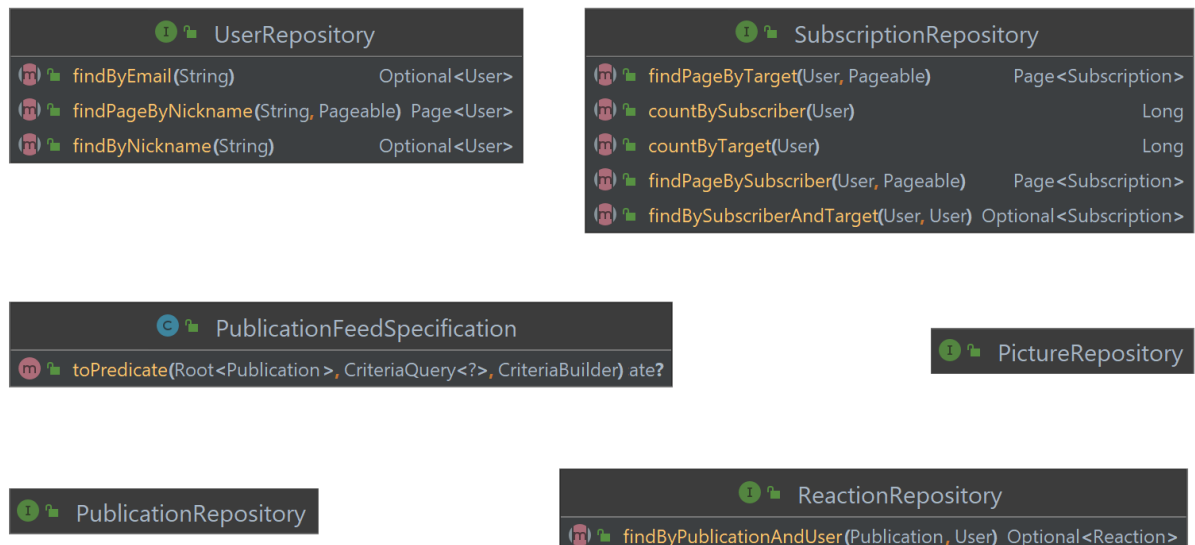 UserRepository
findByEmail(String) Optional<User>
findPageByNickname(String, Pageable) Page<User>
findByNickname(String) Optional<User>
SubscriptionRepository
findPageByTarget(User, Pageable) Page<Subscription>
countBySubscriber(User) Long
countByTarget(User) Long
findPageBySubscriber(User, Pageable) Page<Subscription>
findBySubscriberAndTarget(User, User) Optional<Subscription>
PublicationFeedSpecification
toPredicate(Root<Publication>, CriteriaQuery<?>, CriteriaBuilder) ate?
PictureRepository
PublicationRepository
ReactionRepository
findByPublicationAndUser(Publication, User) Optional<Reaction>